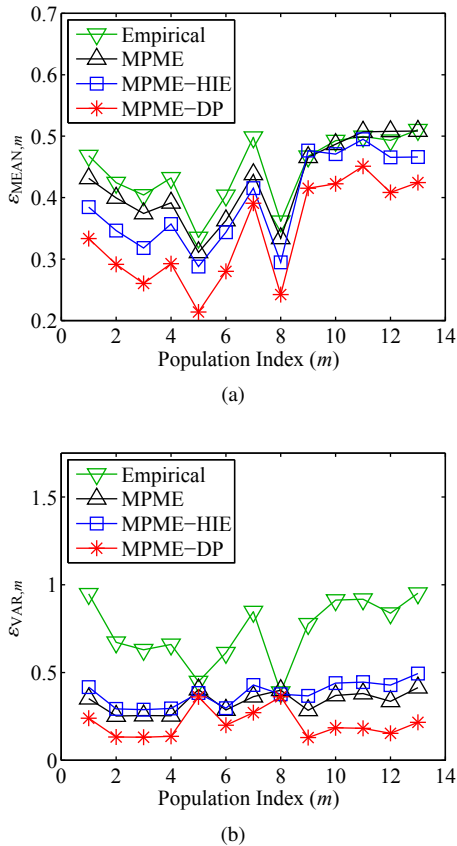 0.7
0.6
0.5
0.4
0.3
0.2
εMEAN,m
Empirical
MPME
MPME−HIE
MPME−DP
0 2 4 6 8 10 12 14
Population Index (m)
(a)
1.5
1
0.5
0
εVAR,m
Empirical
MPME
MPME−HIE
MPME−DP
0 2 4 6 8 10 12 14
Population Index (m)
(b)